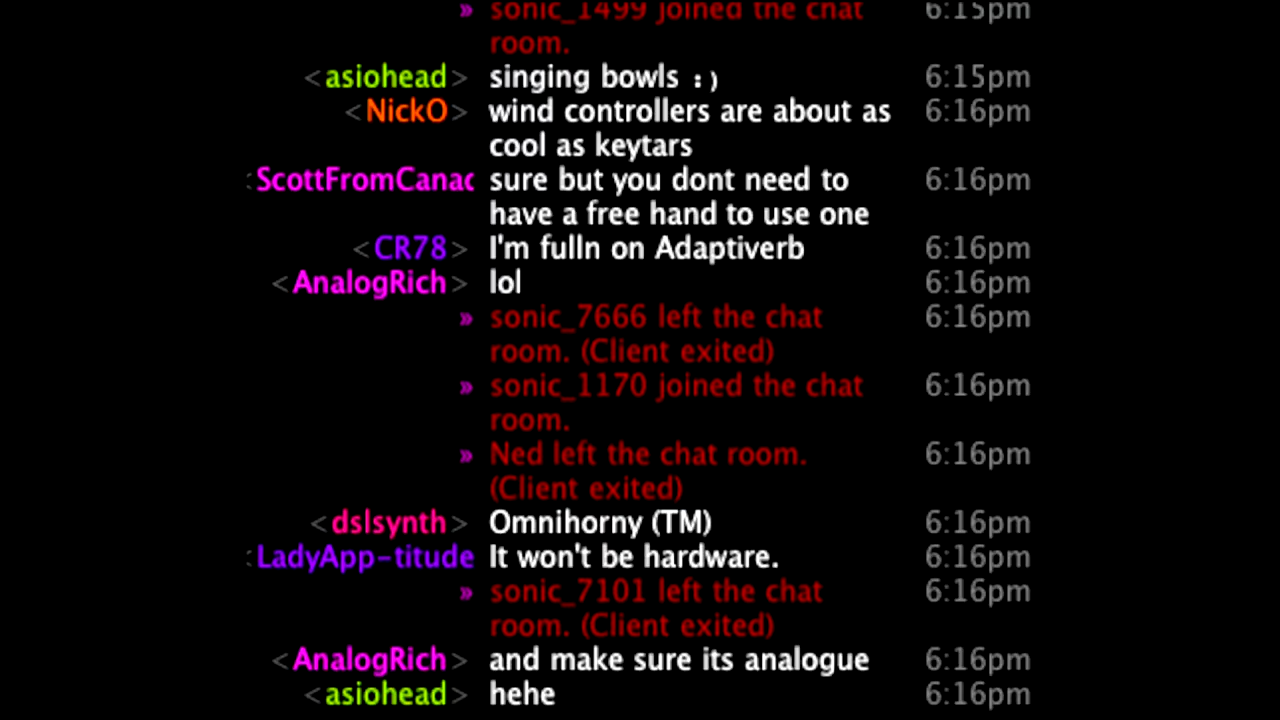 » sonic_1499 joined the chat 6:15pm
room.
<asiohead> singing bowls :) 6:15pm
<NickO> wind controllers are about as 6:16pm
cool as keytars
<ScottFromCanac sure but you dont need to 6:16pm
have a free hand to use one
<CR78> I'm fulln on Adaptiverb 6:16pm
<AnalogRich> lol 6:16pm
» sonic_7666 left the chat 6:16pm
room. (Client exited)
» sonic_1170 joined the chat 6:16pm
room.
» Ned left the chat room. 6:16pm
(Client exited)
<dslsynth> Omnihorny (TM) 6:16pm
<LadyApp-titude It won't be hardware. 6:16pm
» sonic_7101 left the chat 6:16pm
room. (Client exited)
<AnalogRich> and make sure its analogue 6:16pm
<asiohead> hehe 6:16pm